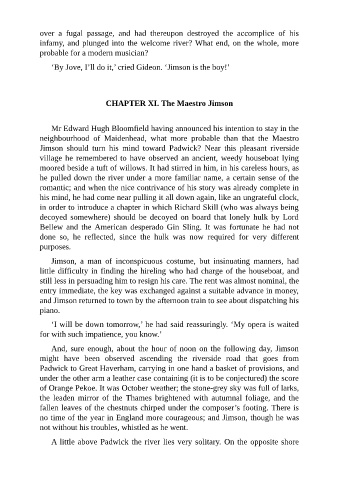 over a fugal passage, and had thereupon destroyed the accomplice of his
infamy, and plunged into the welcome river? What end, on the whole, more
probable for a modern musician?
‘By Jove, I’ll do it,’ cried Gideon. ‘Jimson is the boy!’
CHAPTER XI. The Maestro Jimson
Mr Edward Hugh Bloomfield having announced his intention to stay in the
neighbourhood of Maidenhead, what more probable than that the Maestro
Jimson should turn his mind toward Padwick? Near this pleasant riverside
village he remembered to have observed an ancient, weedy houseboat lying
moored beside a tuft of willows. It had stirred in him, in his careless hours, as
he pulled down the river under a more familiar name, a certain sense of the
romantic; and when the nice contrivance of his story was already complete in
his mind, he had come near pulling it all down again, like an ungrateful clock,
in order to introduce a chapter in which Richard Skill (who was always being
decoyed somewhere) should be decoyed on board that lonely hulk by Lord
Bellew and the American desperado Gin Sling. It was fortunate he had not
done so, he reflected, since the hulk was now required for very different
purposes.
Jimson, a man of inconspicuous costume, but insinuating manners, had
little difficulty in finding the hireling who had charge of the houseboat, and
still less in persuading him to resign his care. The rent was almost nominal, the
entry immediate, the key was exchanged against a suitable advance in money,
and Jimson returned to town by the afternoon train to see about dispatching his
piano.
‘I will be down tomorrow,’ he had said reassuringly. ‘My opera is waited
for with such impatience, you know.’
And, sure enough, about the hour of noon on the following day, Jimson
might have been observed ascending the riverside road that goes from
Padwick to Great Haverham, carrying in one hand a basket of provisions, and
under the other arm a leather case containing (it is to be conjectured) the score
of Orange Pekoe. It was October weather; the stone-grey sky was full of larks,
the leaden mirror of the Thames brightened with autumnal foliage, and the
fallen leaves of the chestnuts chirped under the composer’s footing. There is
no time of the year in England more courageous; and Jimson, though he was
not without his troubles, whistled as he went.
A little above Padwick the river lies very solitary. On the opposite shore